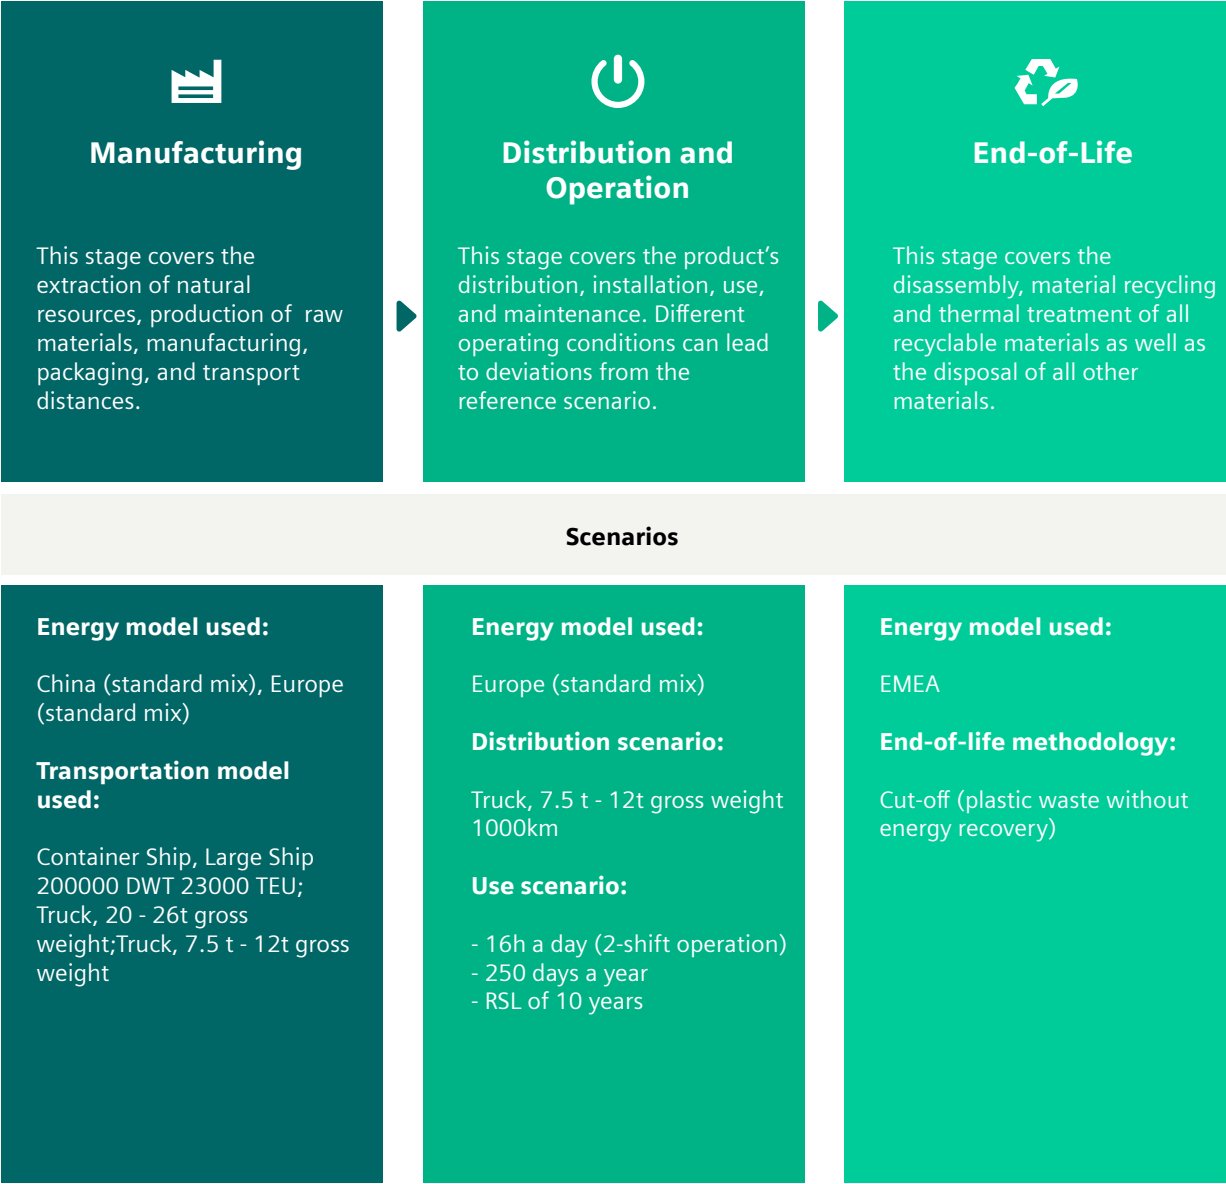 Manufacturing
This stage covers the
extraction of natural
resources, production of  raw
materials, manufacturing,
packaging, and transport
distances.
Distribution and
Operation
This stage covers the product’s
distribution, installation, use,
and maintenance. Different
operating conditions can lead
to deviations from the
reference scenario.
End-of-Life
This stage covers the
disassembly, material recycling
and thermal treatment of all
recyclable materials as well as
the disposal of all other
materials.
Scenarios
Energy model used:
China (standard mix), Europe
(standard mix)
Transportation model
used:
Container Ship, Large Ship
200000 DWT 23000 TEU;
Truck, 20 - 26t gross
weight;Truck, 7.5 t - 12t gross
weight
Energy model used:
Europe (standard mix)
Distribution scenario:
Truck, 7.5 t - 12t gross weight
1000km
Use scenario:
- 16h a day (2-shift operation)
- 250 days a year
- RSL of 10 years
Energy model used:
EMEA
End-of-life methodology:
Cut-off (plastic waste without
energy recovery)